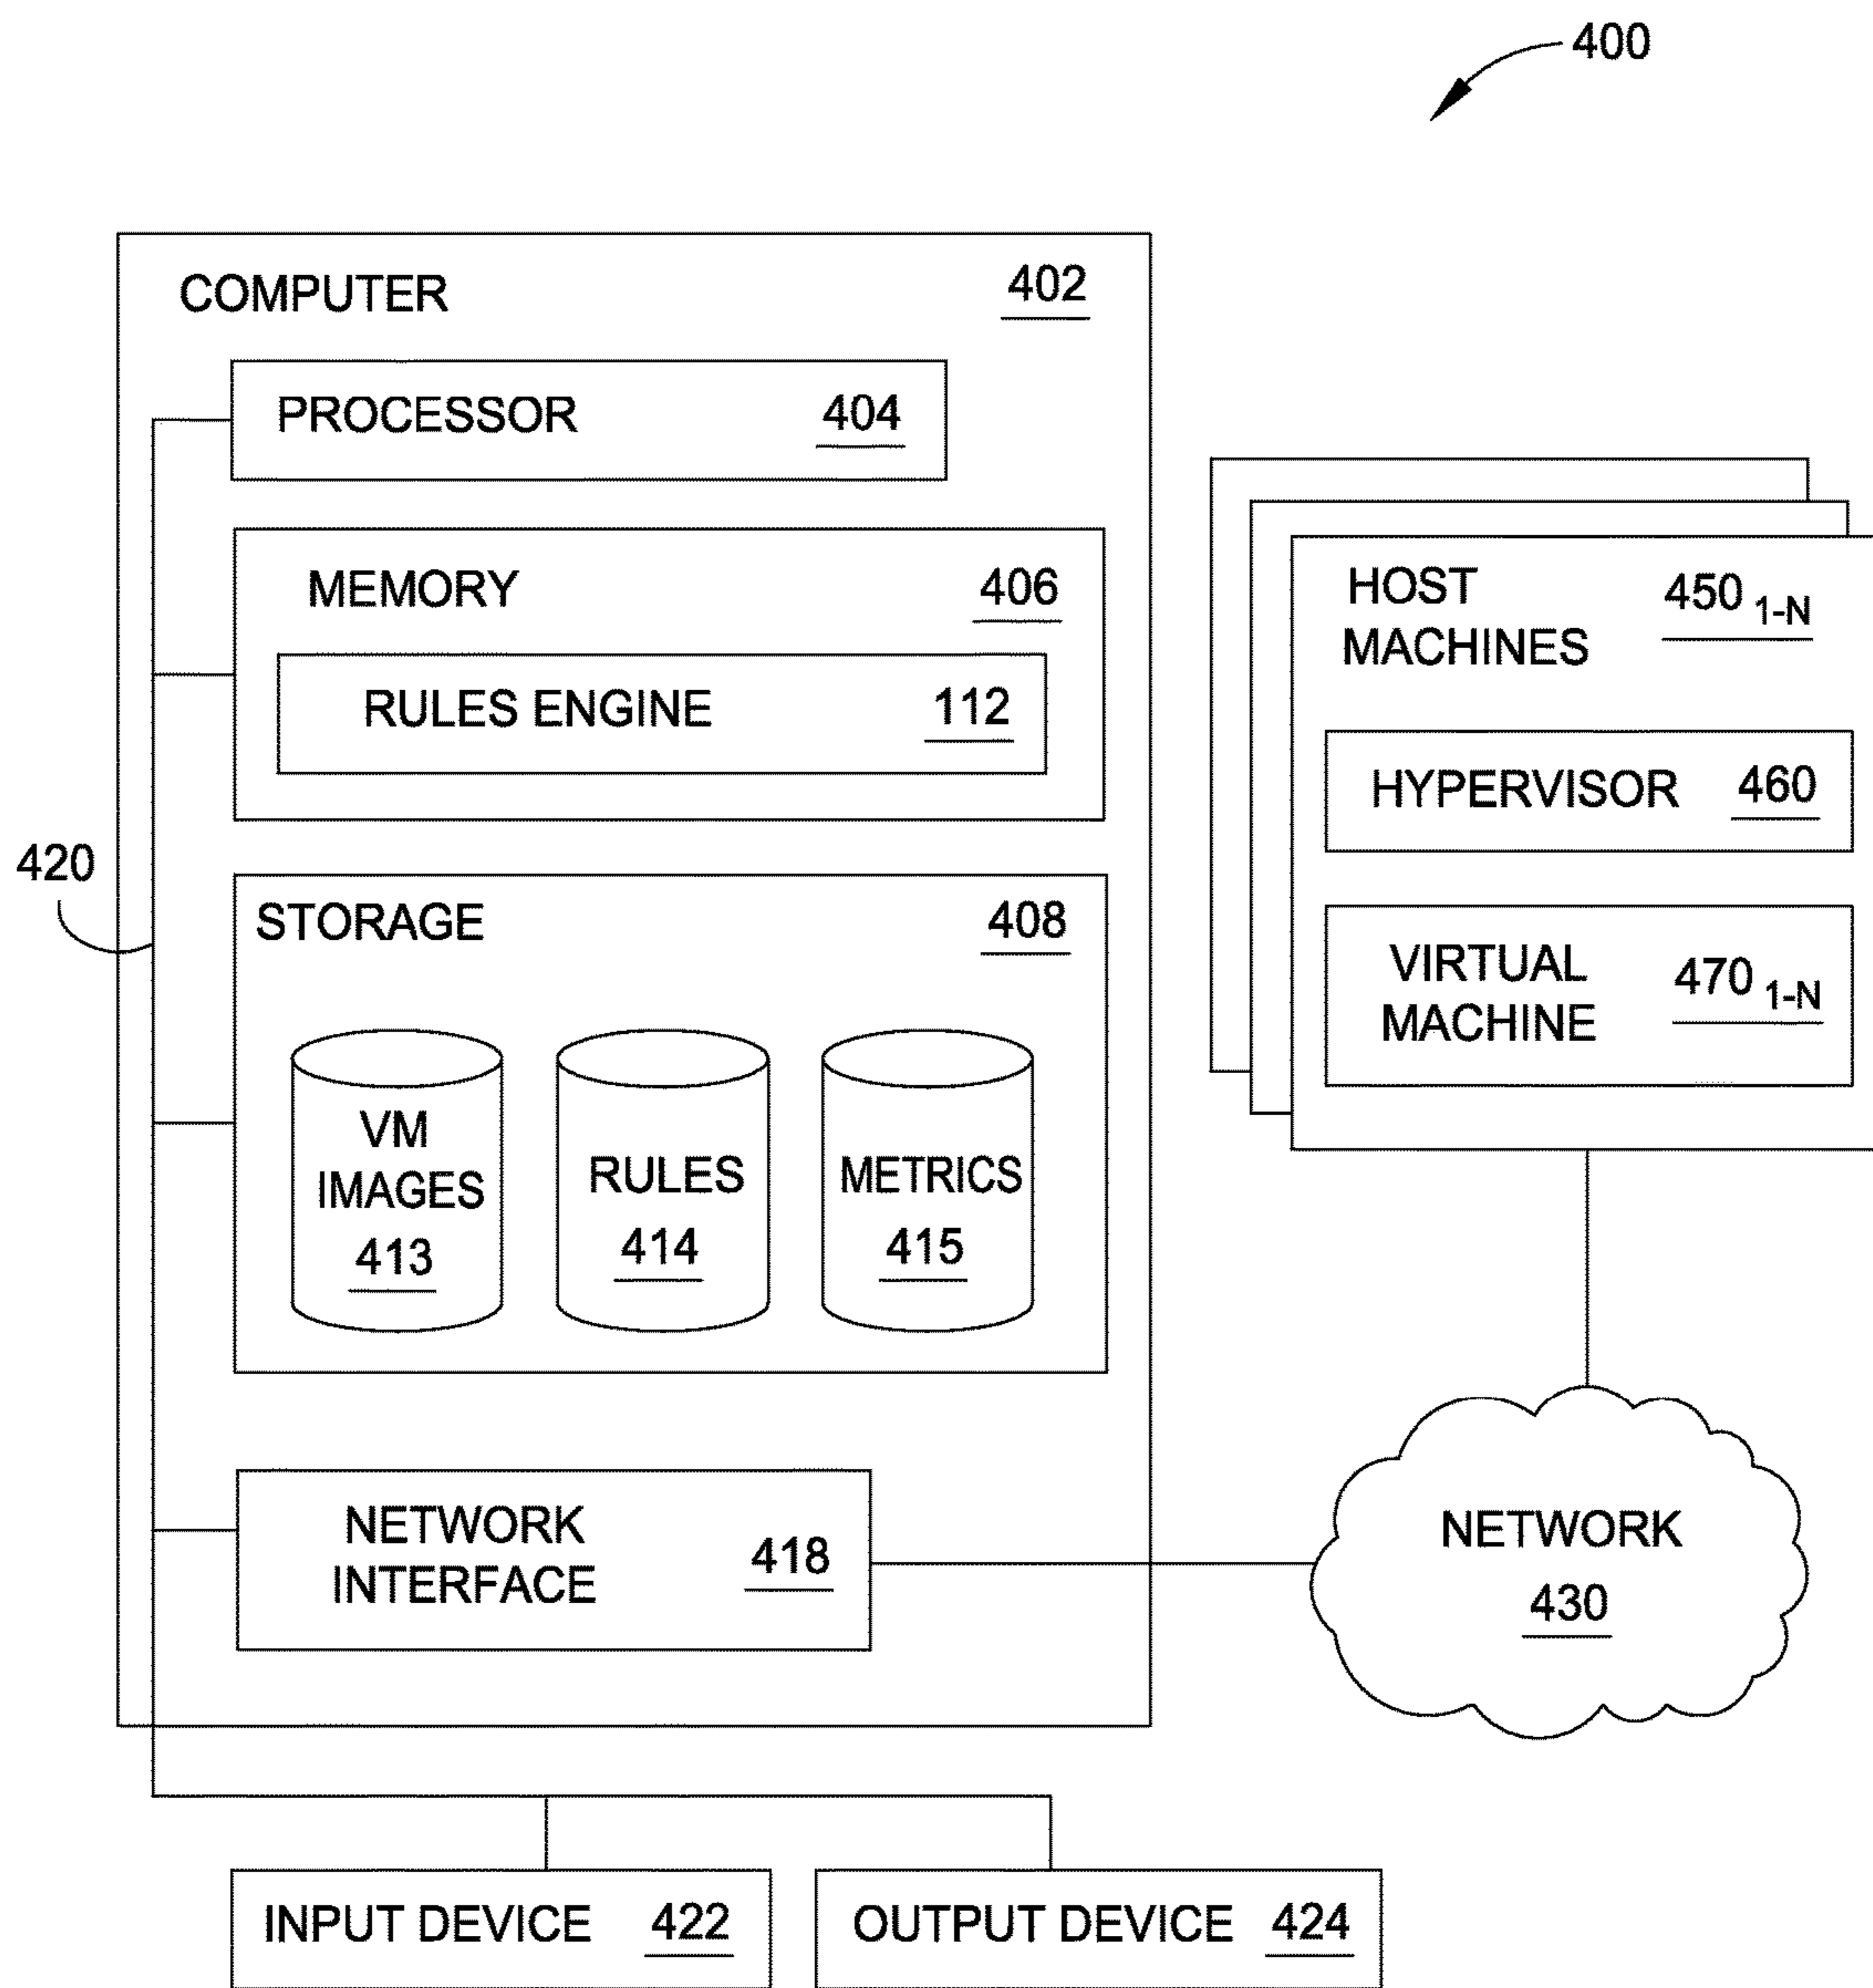 400
COMPUTER 402
PROCESSOR 404
MEMORY 406
RULES ENGINE 112
420
STORAGE 408
VM
IMAGES
413
RULES
414
METRICS
415
NETWORK
INTERFACE 418
HOST
MACHINES 450 1-N
HYPERVISOR 460
VIRTUAL
MACHINE 470 1-N
NETWORK
430
INPUT DEVICE 422
OUTPUT DEVICE 424